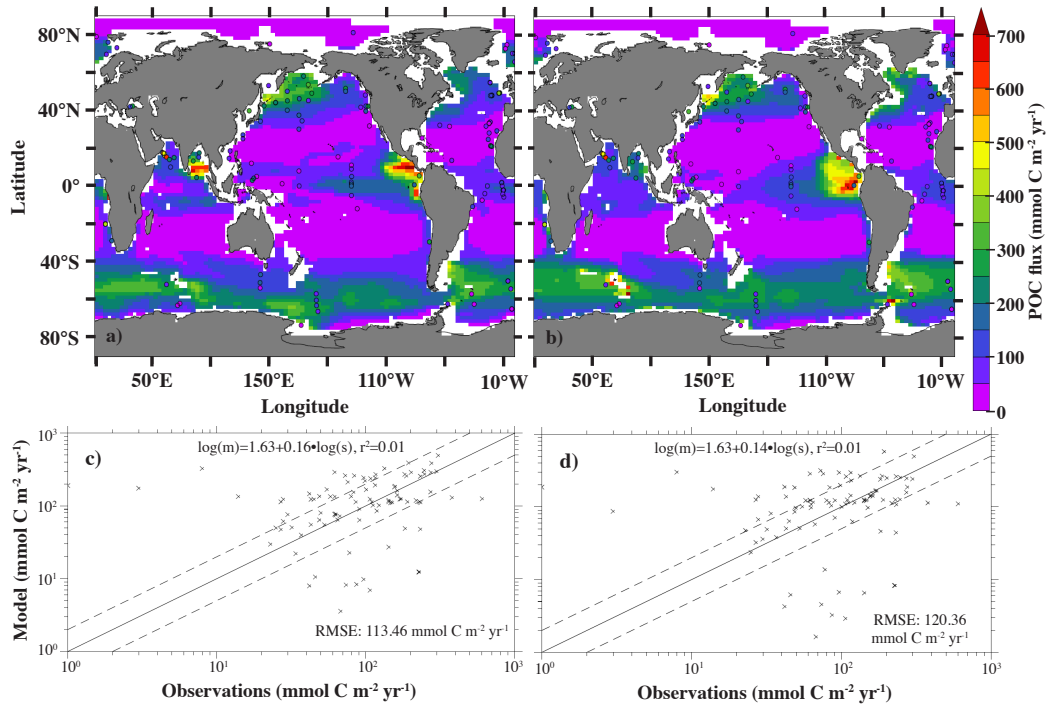 80°N
40°N
0°
40°S
80°S
Latitude
a)
b)
50°E
150°E
110°W
10°W
50°E
150°E
110°W
10°W
Longitude
Longitude
700
600
500
400
300
200
100
0
POC flux (mmol C m⁻² yr⁻¹)
c)
log(m)=1.63+0.16•log(s), r²=0.01
RMSE: 113.46 mmol C m⁻² yr⁻¹
10³
10²
10¹
10⁰
Model (mmol C m⁻² yr⁻¹)
10⁰
10¹
10²
10³
Observations (mmol C m⁻² yr⁻¹)
d)
log(m)=1.63+0.14•log(s), r²=0.01
RMSE: 120.36
mmol C m⁻² yr⁻¹
10⁰
10¹
10²
10³
Observations (mmol C m⁻² yr⁻¹)